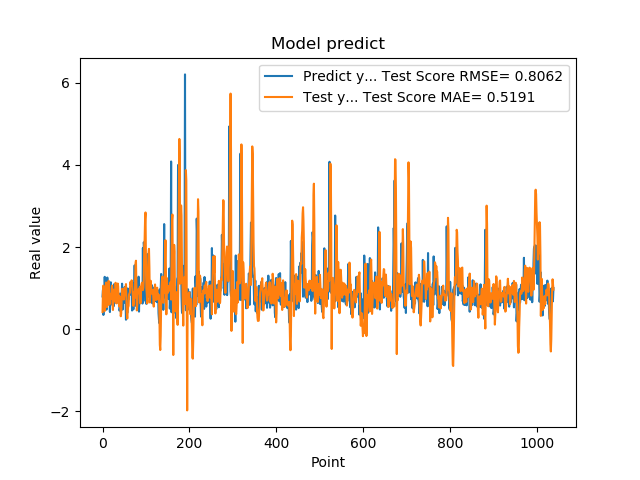 Model predict
Predict y... Test Score RMSE= 0.8062
Test y... Test Score MAE= 0.5191
Real value
6
4
2
0
−2
0 200 400 600 800 1000
Point